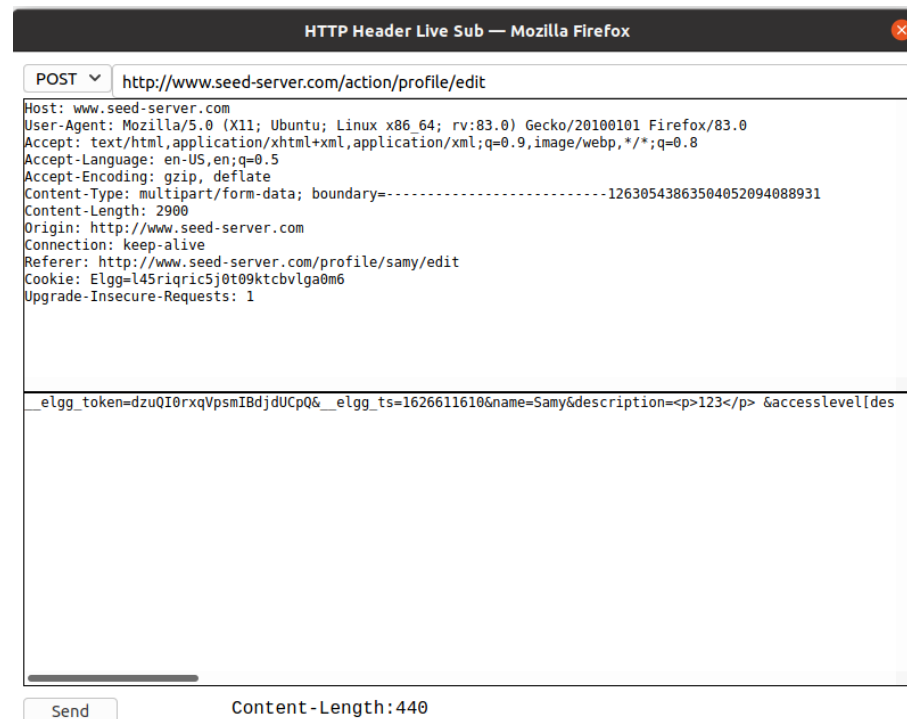 HTTP Header Live Sub — Mozilla Firefox
POST http://www.seed-server.com/action/profile/edit
Host: www.seed-server.com
User-Agent: Mozilla/5.0 (X11; Ubuntu; Linux x86_64; rv:83.0) Gecko/20100101 Firefox/83.0
Accept: text/html,application/xhtml+xml,application/xml;q=0.9,image/webp,*/*;q=0.8
Accept-Language: en-US,en;q=0.5
Accept-Encoding: gzip, deflate
Content-Type: multipart/form-data; boundary=---------------------------12630543863504052094088931
Content-Length: 2900
Origin: http://www.seed-server.com
Connection: keep-alive
Referer: http://www.seed-server.com/profile/samy/edit
Cookie: Elgg=l45riqric5j0t09ktcbvlga0m6
Upgrade-Insecure-Requests: 1
__elgg_token=dzuQI0rxqVpsmIBdjdUCpQ&__elgg_ts=1626611610&name=Samy&description=<p>123</p> &accesslevel[des
Send Content-Length:440